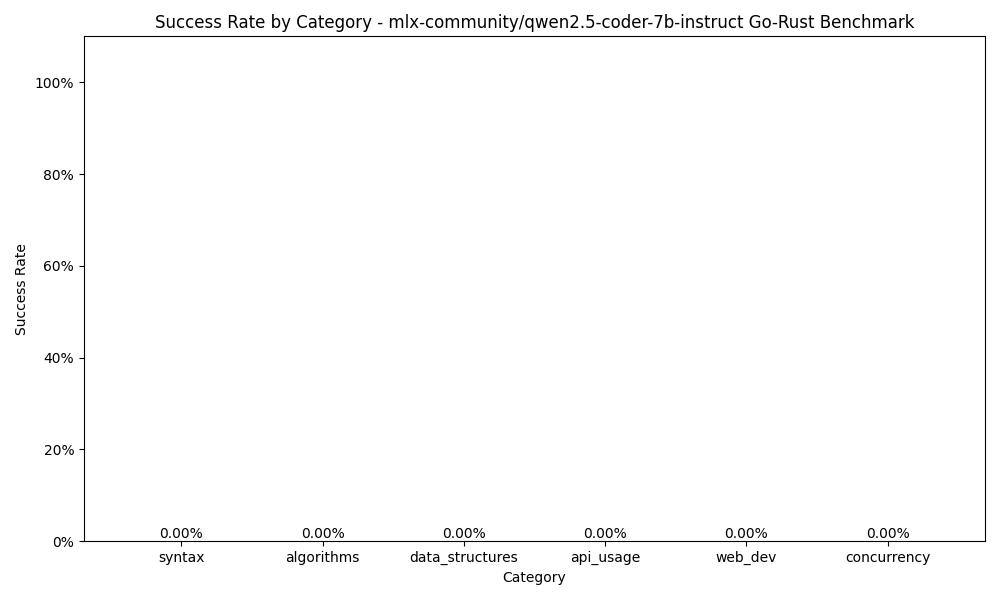 Success Rate by Category - mlx-community/qwen2.5-coder-7b-instruct Go-Rust Benchmark
100%
80%
60%
40%
20%
0%
Success Rate
0.00% 0.00% 0.00% 0.00% 0.00% 0.00%
syntax algorithms data_structures api_usage web_dev concurrency
Category